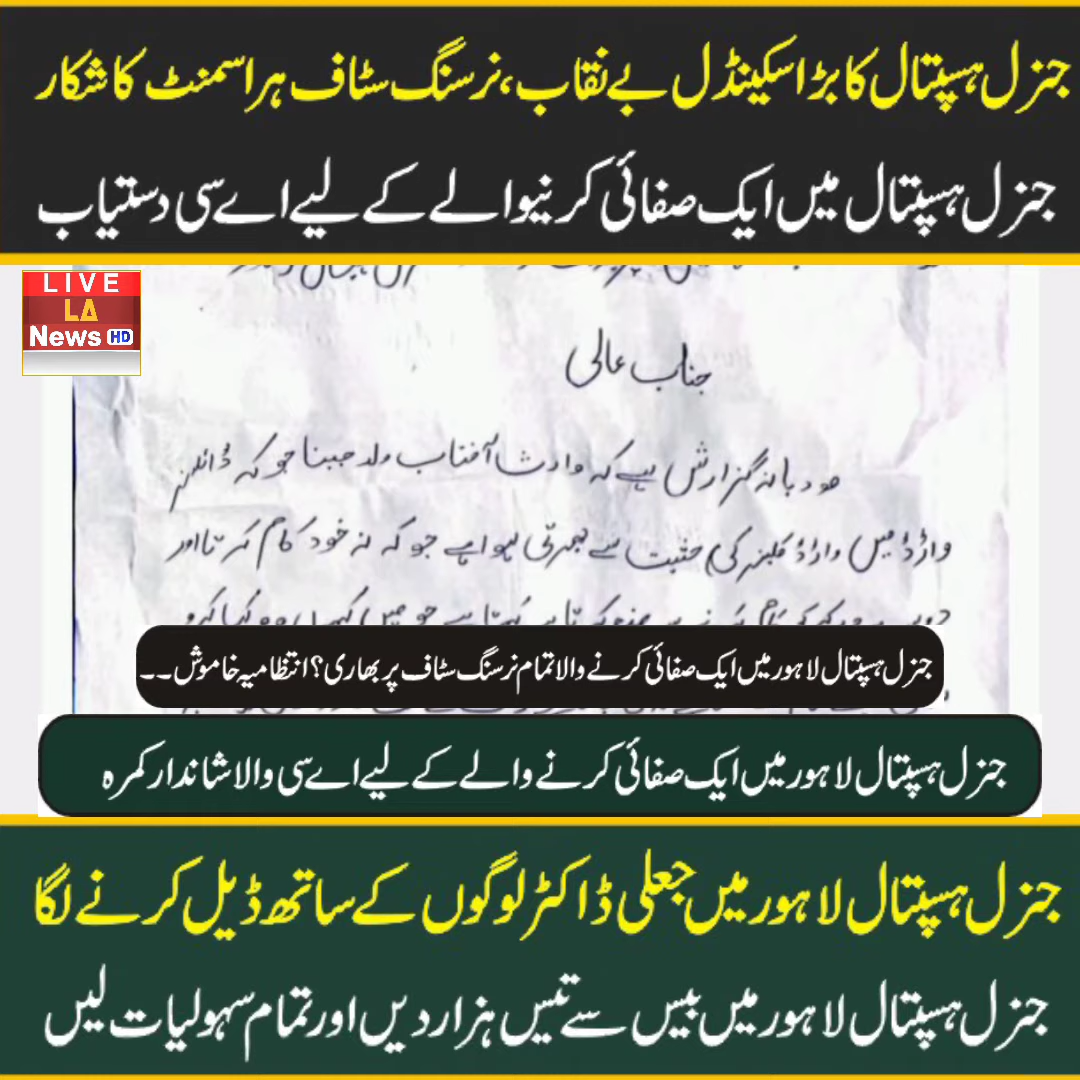 جنرل ہسپتال کا بڑا سکینڈل بے نقاب، نرسنگ سٹاف ہراسمنٹ کا شکار
جنرل ہسپتال میں ایک صفائی کرنیوالے کے لیے اے سی دستیاب
LIVE
LA
News HD
جناب عالی
گزارش ہے کہ وارث آفتاب ولد جوکہ
وارڈ میں وارڈ کلینر کی سے بھرتی ہوا ہے جو کہ نہ خود کام کرتا اور
جنرل ہسپتال لاہور میں ایک صفائی کرنے والا تمام نرسنگ سٹاف پر بھاری؟ انتظامیہ خاموش۔۔
جنرل ہسپتال لاہور میں ایک صفائی کرنے والے کے لیے اے سی والا شاندار کمرہ
جنرل ہسپتال لاہور میں جعلی ڈاکٹر لوگوں کے ساتھ ڈیل کرنے لگا
جنرل ہسپتال لاہور میں بیس سے تیس ہزار دیں اور تمام سہولیات لیں